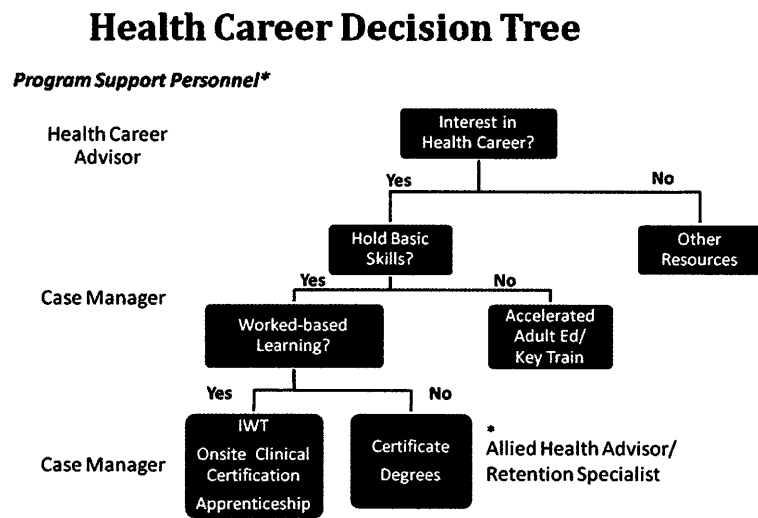 Health Career Decision Tree
Program Support Personnel*
Health Career
Advisor
Interest in
Health Career?
Yes
No
Hold Basic
Skills?
Other
Resources
Yes
No
Case Manager
Worked-based
Learning?
Accelerated
Adult Ed/
Key Train
Yes
No
Case Manager
IWT
Onsite Clinical
Certification
Apprenticeship
Certificate
Degrees
*
Allied Health Advisor/
Retention Specialist